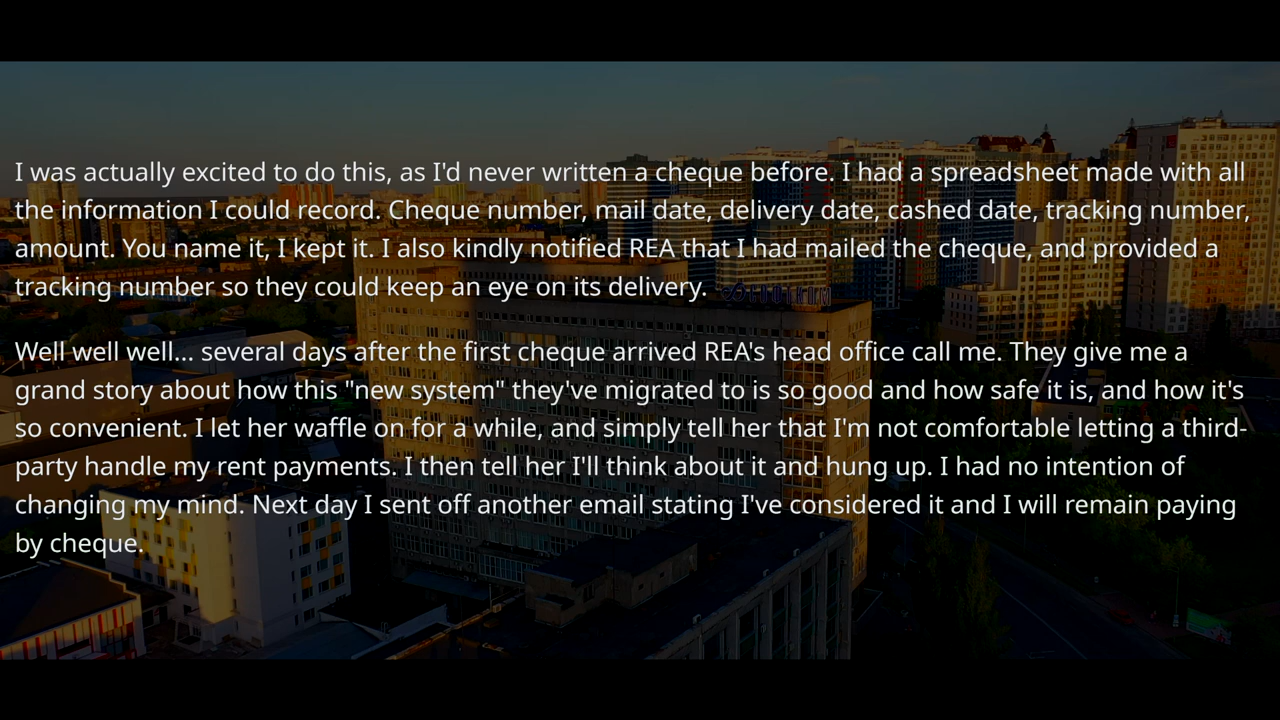 I was actually excited to do this, as I'd never written a cheque before. I had a spreadsheet made with all
the information I could record. Cheque number, mail date, delivery date, cashed date, tracking number,
amount. You name it, I kept it. I also kindly notified REA that I had mailed the cheque, and provided a
tracking number so they could keep an eye on its delivery.
Well well well... several days after the first cheque arrived REA's head office call me. They give me a
grand story about how this "new system" they've migrated to is so good and how safe it is, and how it's
so convenient. I let her waffle on for a while, and simply tell her that I'm not comfortable letting a third-
party handle my rent payments. I then tell her I'll think about it and hung up. I had no intention of
changing my mind. Next day I sent off another email stating I've considered it and I will remain paying
by cheque.